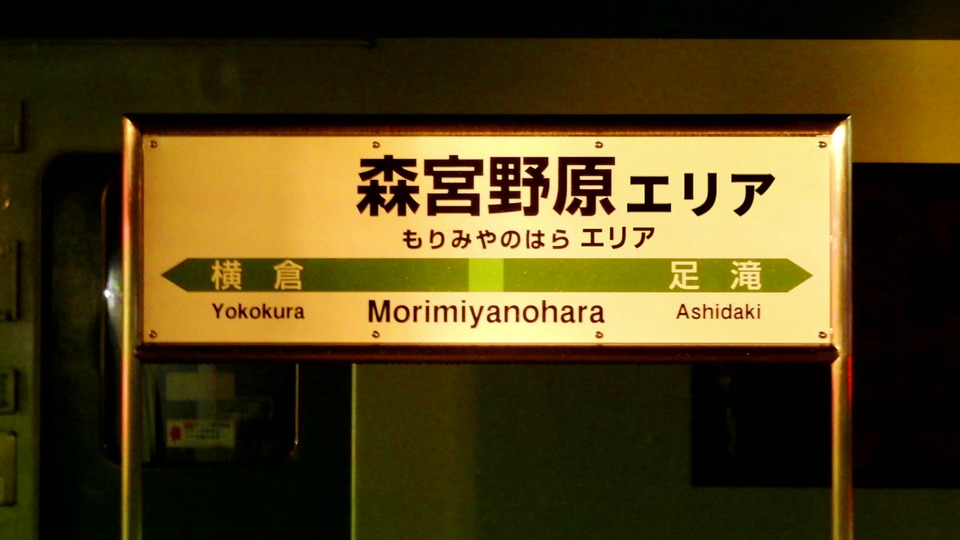 森宮野原エリア
もりみやのはら エリア
横倉 足滝
Yokokura Morimiyanohara Ashidaki